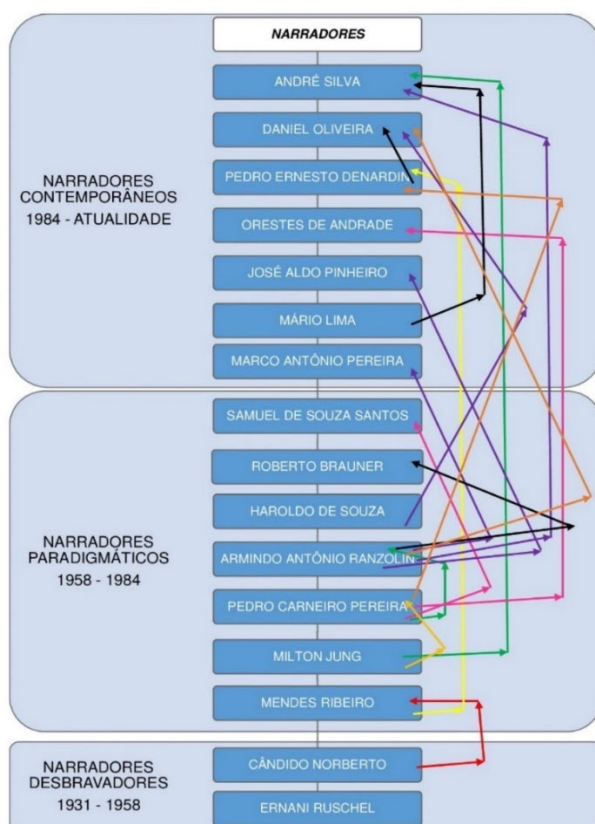 NARRADORES
NARRADORES
CONTEMPORÂNEOS
1984 - ATUALIDADE
ANDRÉ SILVA
DANIEL OLIVEIRA
PEDRO ERNESTO DENARDIN
ORESTES DE ANDRADE
JOSÉ ALDO PINHEIRO
MÁRIO LIMA
MARCO ANTÔNIO PEREIRA
NARRADORES
PARADIGMÁTICOS
1958 - 1984
SAMUEL DE SOUZA SANTOS
ROBERTO BRAUNER
HAROLDO DE SOUZA
ARMINDO ANTÔNIO RANZOLIN
PEDRO CARNEIRO PEREIRA
MILTON JUNG
MENDES RIBEIRO
NARRADORES
DESBRAVADORES
1931 - 1958
CÂNDIDO NORBERTO
ERNANI RUSCHEL